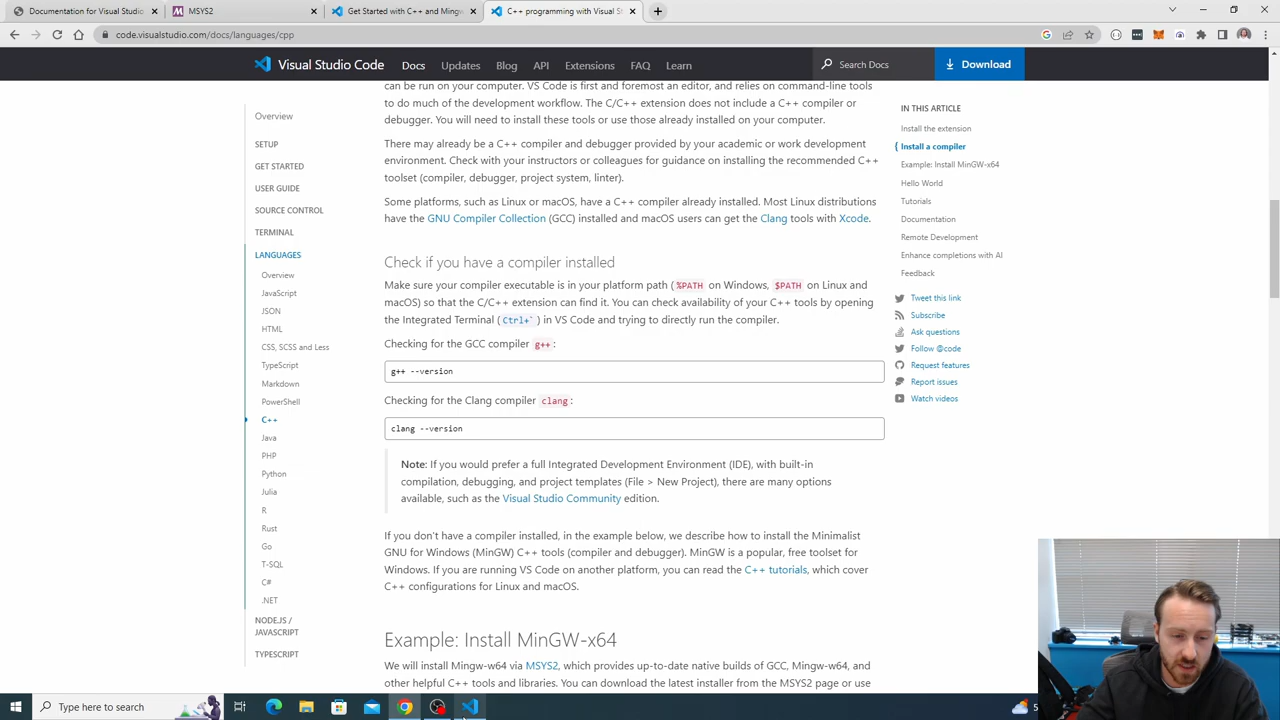 Documentation for Visual Studio
MSYS2
Get Started with C++ and Mingw
C++ programming with Visual St
code.visualstudio.com/docs/languages/cpp
Visual Studio Code
Docs
Updates
Blog
API
Extensions
FAQ
Learn
Search Docs
Download
Overview
SETUP
GET STARTED
USER GUIDE
SOURCE CONTROL
TERMINAL
LANGUAGES
Overview
JavaScript
JSON
HTML
CSS, SCSS and Less
TypeScript
Markdown
PowerShell
C++
Java
PHP
Python
Julia
R
Rust
Go
T-SQL
C#
.NET
NODE.JS /
JAVASCRIPT
TYPESCRIPT
can be run on your computer. VS Code is first and foremost an editor, and relies on command-line tools
to do much of the development workflow. The C/C++ extension does not include a C++ compiler or
debugger. You will need to install these tools or use those already installed on your computer.
There may already be a C++ compiler and debugger provided by your academic or work development
environment. Check with your instructors or colleagues for guidance on installing the recommended C++
toolset (compiler, debugger, project system, linter).
Some platforms, such as Linux or macOS, have a C++ compiler already installed. Most Linux distributions
have the GNU Compiler Collection (GCC) installed and macOS users can get the Clang tools with Xcode.
Check if you have a compiler installed
Make sure your compiler executable is in your platform path ( %PATH on Windows, $PATH on Linux and
macOS) so that the C/C++ extension can find it. You can check availability of your C++ tools by opening
the Integrated Terminal ( Ctrl+` ) in VS Code and trying to directly run the compiler.
Checking for the GCC compiler g++ :
g++ --version
Checking for the Clang compiler clang :
clang --version
Note: If you would prefer a full Integrated Development Environment (IDE), with built-in
compilation, debugging, and project templates (File > New Project), there are many options
available, such as the Visual Studio Community edition.
If you don't have a compiler installed, in the example below, we describe how to install the Minimalist
GNU for Windows (MinGW) C++ tools (compiler and debugger). MinGW is a popular, free toolset for
Windows. If you are running VS Code on another platform, you can read the C++ tutorials, which cover
C++ configurations for Linux and macOS.
Example: Install MinGW-x64
We will install Mingw-w64 via MSYS2, which provides up-to-date native builds of GCC, Mingw-w64, and
other helpful C++ tools and libraries. You can download the latest installer from the MSYS2 page or use
IN THIS ARTICLE
Install the extension
Install a compiler
Example: Install MinGW-x64
Hello World
Tutorials
Documentation
Remote Development
Enhance completions with AI
Feedback
Tweet this link
Subscribe
Ask questions
Follow @code
Request features
Report issues
Watch videos
Type here to search